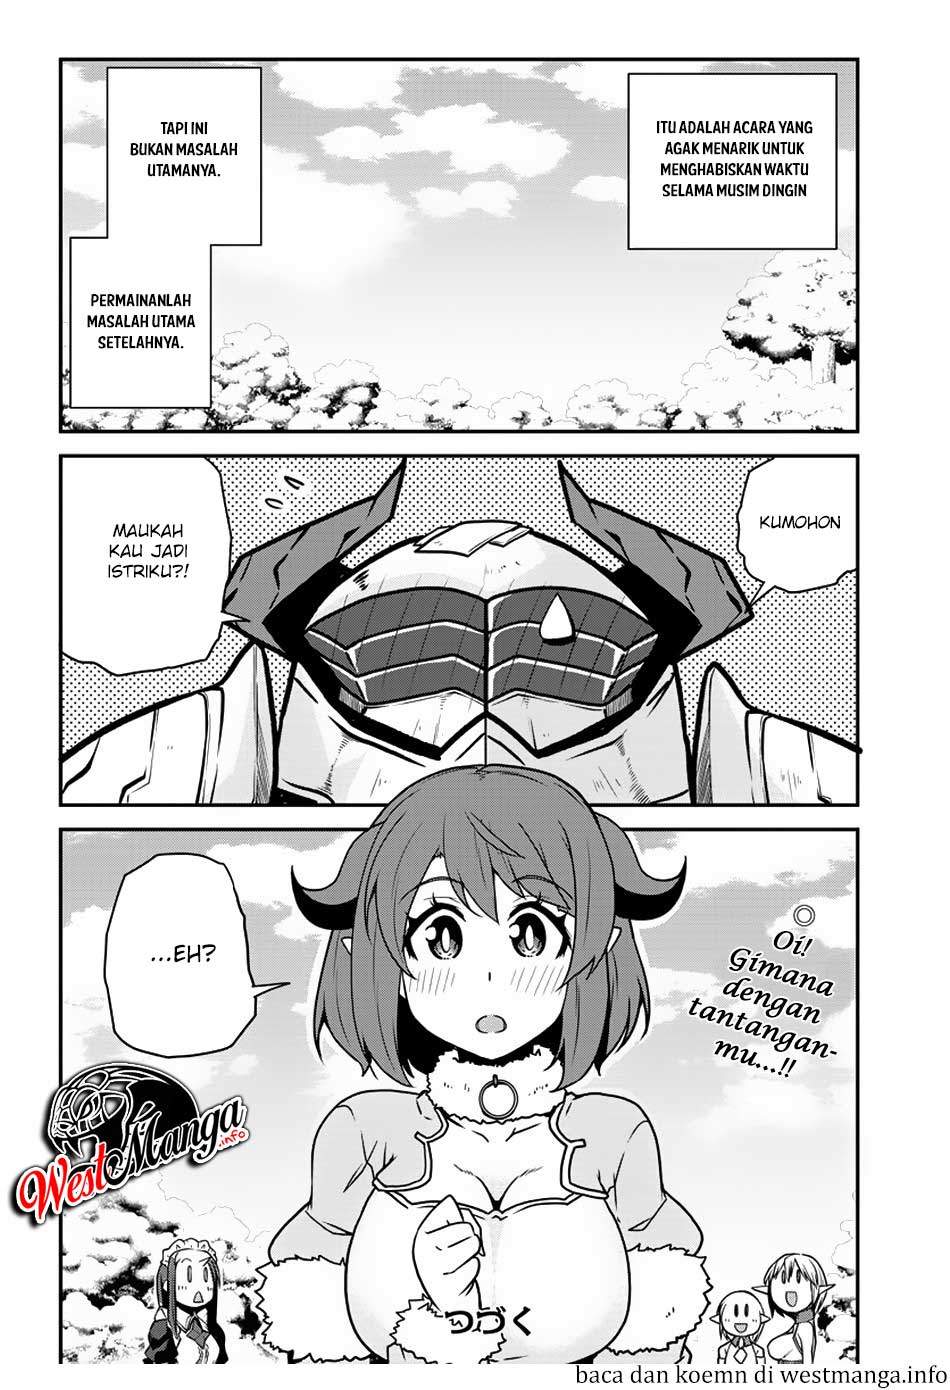 ITU ADALAH ACARA YANG
AGAK MENARIK UNTUK
MENGHABISKAN WAKTU
SELAMA MUSIM DINGIN
TAPI INI
BUKAN MASALAH
UTAMANYA.
PERMAINANLAH
MASALAH UTAMA
SETELAHNYA.
KUMOHON
MAUKAH
KAU JADI
ISTRIKU?!
Oi!
Gimana
dengan
tantangan-
mu...!!
...EH?
WestManga
.info
つづく
baca dan koemn di westmanga.info